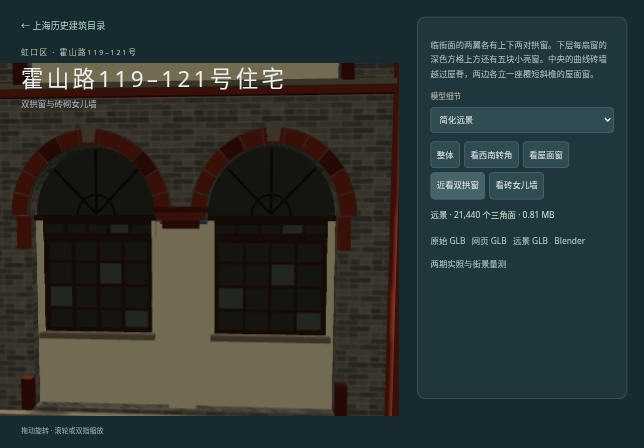 ← 上海历史建筑目录
虹口区 · 霍山路119–121号
霍山路119–121号住宅
双拱窗与砖砌女儿墙
临街面的两翼各有上下两对拱窗。下层每扇窗的
深色方格上方还有五块小亮窗。中央的曲线砖墙
越过屋脊，两边各立一座覆短斜檐的屋面窗。
模型细节
简化远景
整体 看西南转角 看屋面窗
近看双拱窗 看砖女儿墙
远景 · 21,440 个三角面 · 0.81 MB
原始 GLB 网页 GLB 远景 GLB Blender
两期实照与街景量测
拖动旋转 · 滚轮或双指缩放